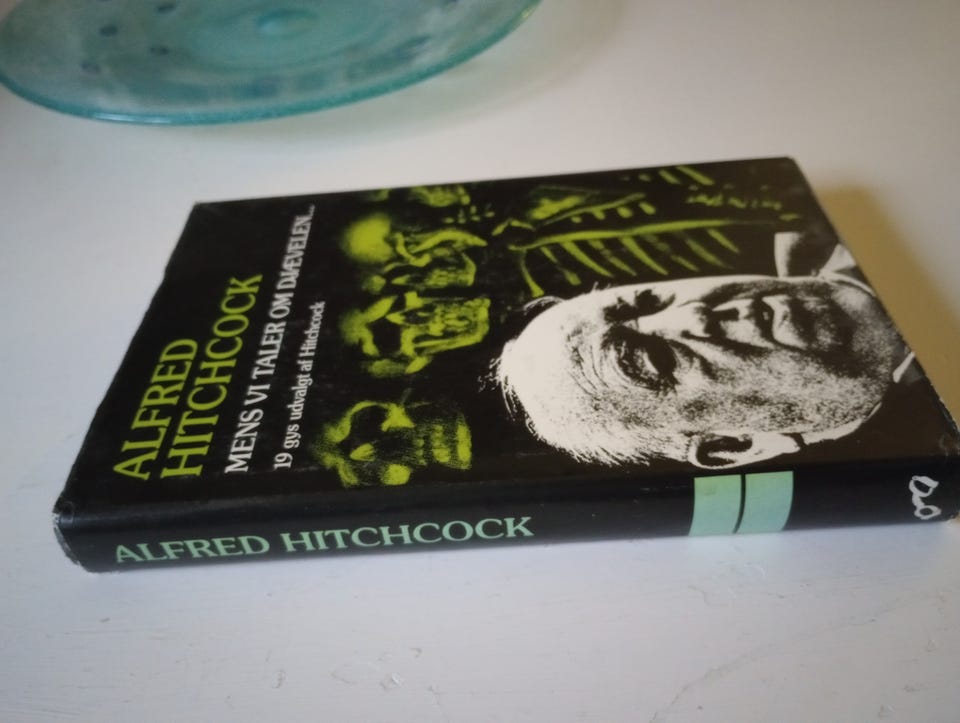 ALFRED
HITCHCOCK
MENS VI TALER OM DJÆVELEN...
19 gys udvalgt af Hitchcock
ALFRED HITCHCOCK